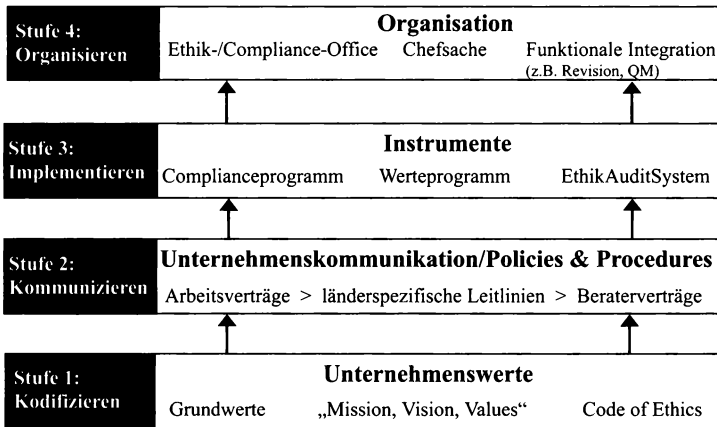 Stufe 4:
Organisieren
Organisation
Ethik-/Compliance-Office Chefsache Funktionale Integration
(z.B. Revision, QM)
Stufe 3:
Implementieren
Instrumente
Complianceprogramm Werteprogramm EthikAuditSystem
Stufe 2:
Kommunizieren
Unternehmenskommunikation/Policies & Procedures
Arbeitsverträge > länderspezifische Leitlinien > Beraterverträge
Stufe 1:
Kodifizieren
Unternehmenswerte
Grundwerte „Mission, Vision, Values“ Code of Ethics